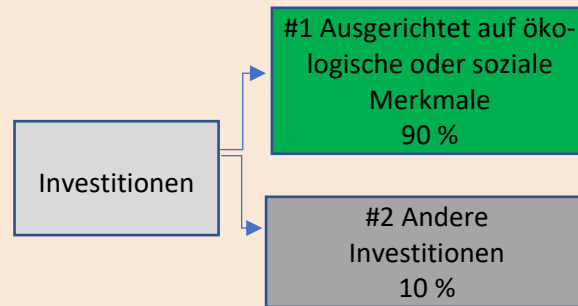 #1 Ausgerichtet auf öko-
logische oder soziale
Merkmale
90 %
Investitionen
#2 Andere
Investitionen
10 %